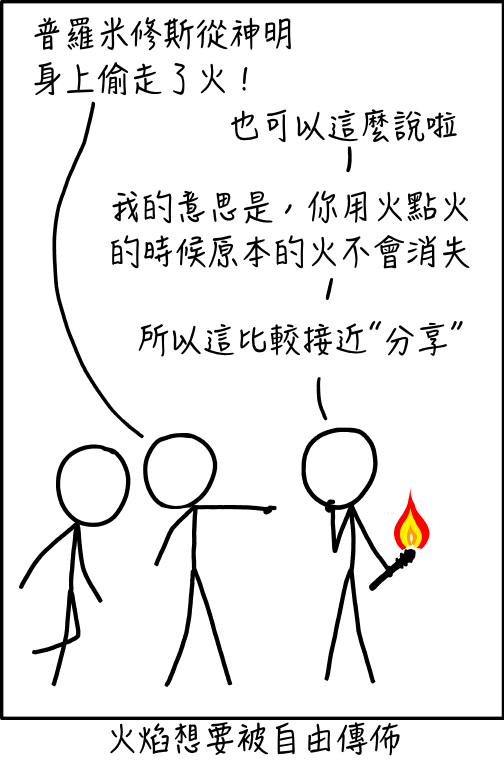 普羅米修斯從神明
身上偷走了火！
也可以這麼說啦
我的意思是，你用火點火
的時候原本的火不會消失
所以這比較接近“分享”
火焰想要被自由傳佈